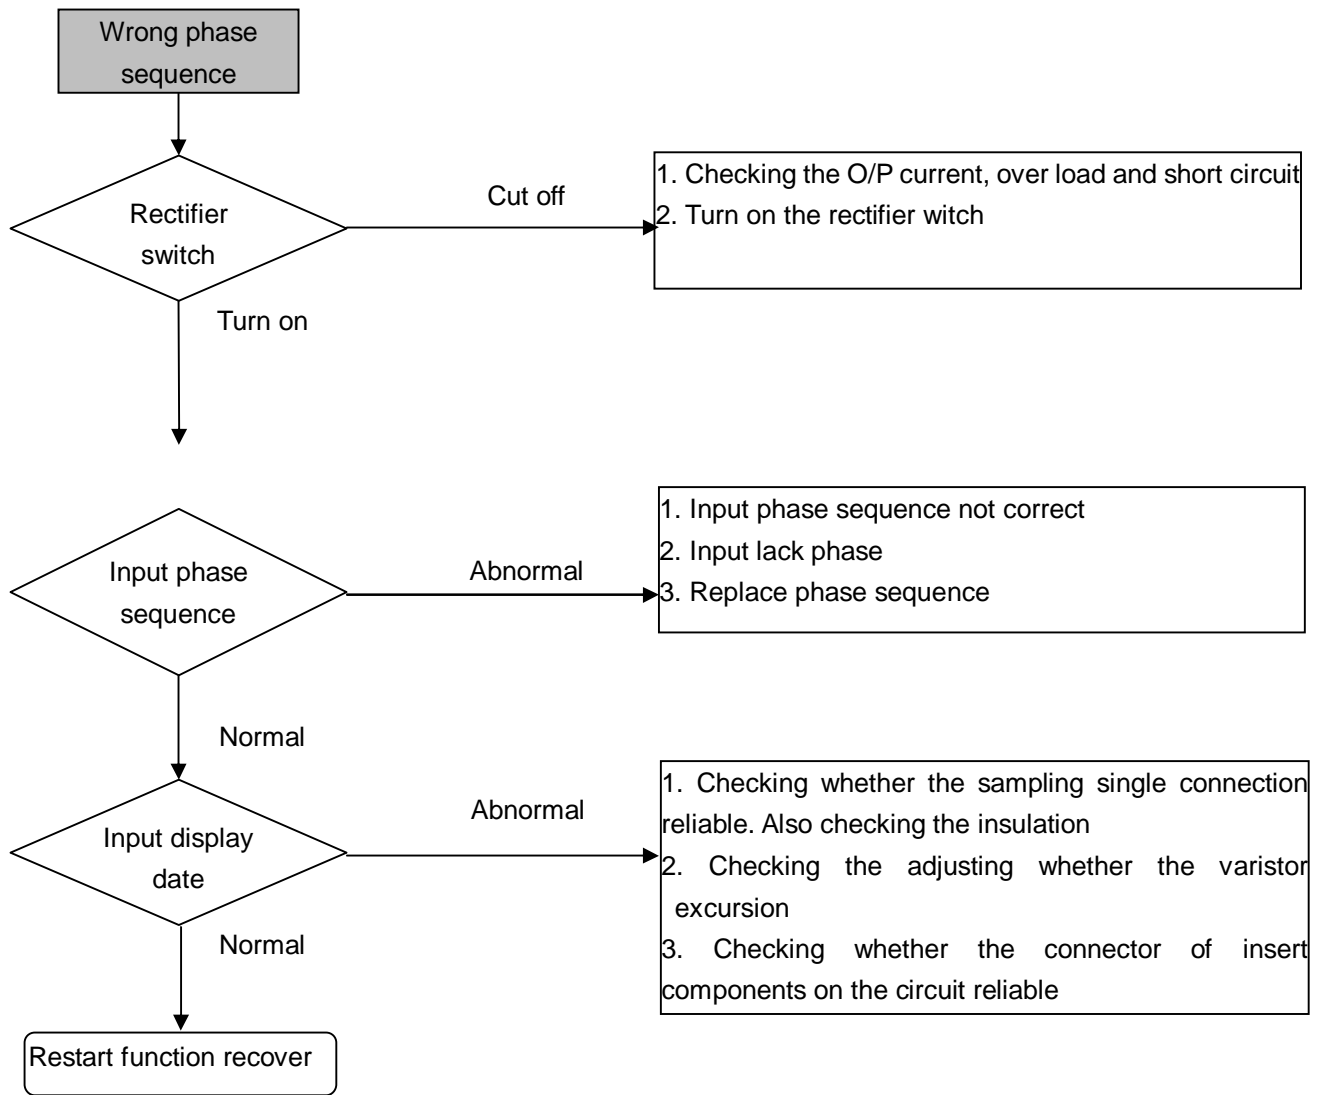 Wrong phase
sequence
Rectifier
switch
Cut off
1. Checking the O/P current, over load and short circuit
2. Turn on the rectifier witch
Turn on
Input phase
sequence
Abnormal
1. Input phase sequence not correct
2. Input lack phase
3. Replace phase sequence
Normal
Input display
date
Abnormal
1. Checking whether the sampling single connection
reliable. Also checking the insulation
2. Checking the adjusting whether the varistor
excursion
3. Checking whether the connector of insert
components on the circuit reliable
Normal
Restart function recover